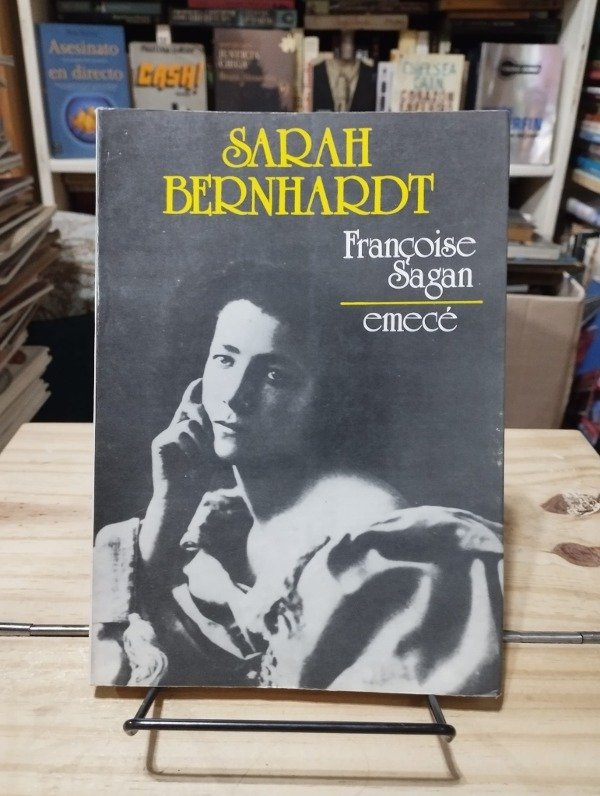 SARAH
BERNHARDT
Françoise
Sagan
emecé
Asesinato
en directo
CASH!